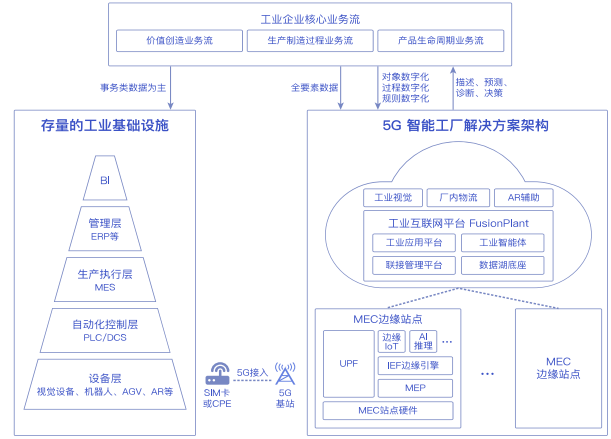 工业企业核心业务流
价值创造业务流
生产制造过程业务流
产品生命周期业务流
事务类数据为主
全要素数据
对象数字化
过程数字化
规则数字化
描述、预测、
诊断、决策
存量的工业基础设施
BI
管理层
ERP等
生产执行层
MES
自动化控制层
PLC/DCS
设备层
视觉设备、机器人、AGV、AR等
SIM卡
或CPE
5G接入
5G
基站
5G 智能工厂解决方案架构
工业视觉
厂内物流
AR辅助
工业互联网平台 FusionPlant
工业应用平台
工业智能体
联接管理平台
数据湖底座
MEC边缘站点
UPF
边缘
IoT
AI
推理
...
IEF边缘引擎
MEP
MEC站点硬件
...
MEC
边缘站点